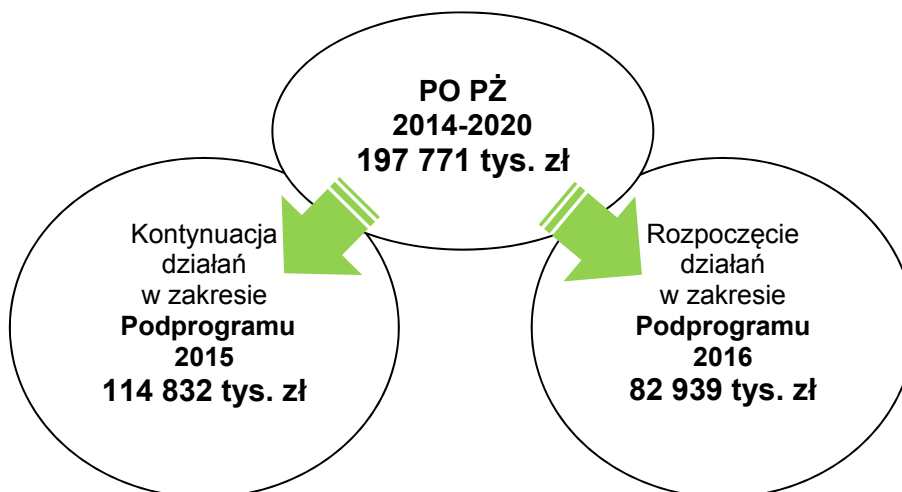 PO PŻ
2014-2020
197 771 tys. zł
Kontynuacja
działań
w zakresie
Podprogramu
2015
114 832 tys. zł
Rozpoczęcie
działań
w zakresie
Podprogramu
2016
82 939 tys. zł